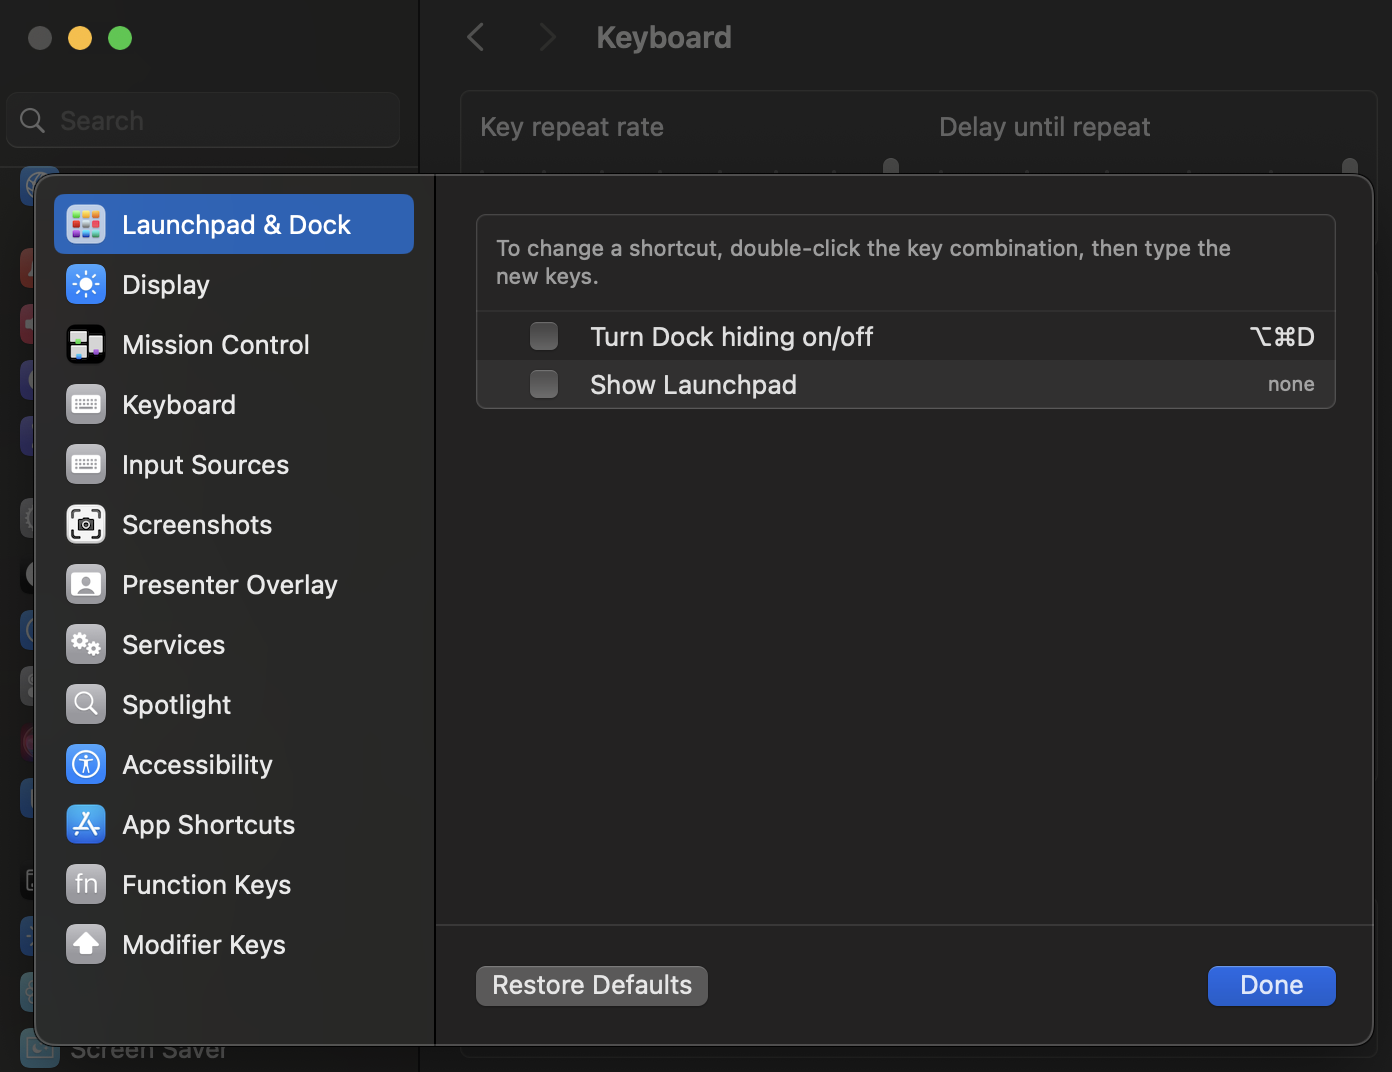 Keyboard
Search
Key repeat rate
Delay until repeat
Launchpad & Dock
Display
Mission Control
Keyboard
Input Sources
Screenshots
Presenter Overlay
Services
Spotlight
Accessibility
App Shortcuts
fn Function Keys
Modifier Keys
To change a shortcut, double-click the key combination, then type the
new keys.
Turn Dock hiding on/off ⌥⌘D
Show Launchpad none
Restore Defaults
Done
Screen Saver